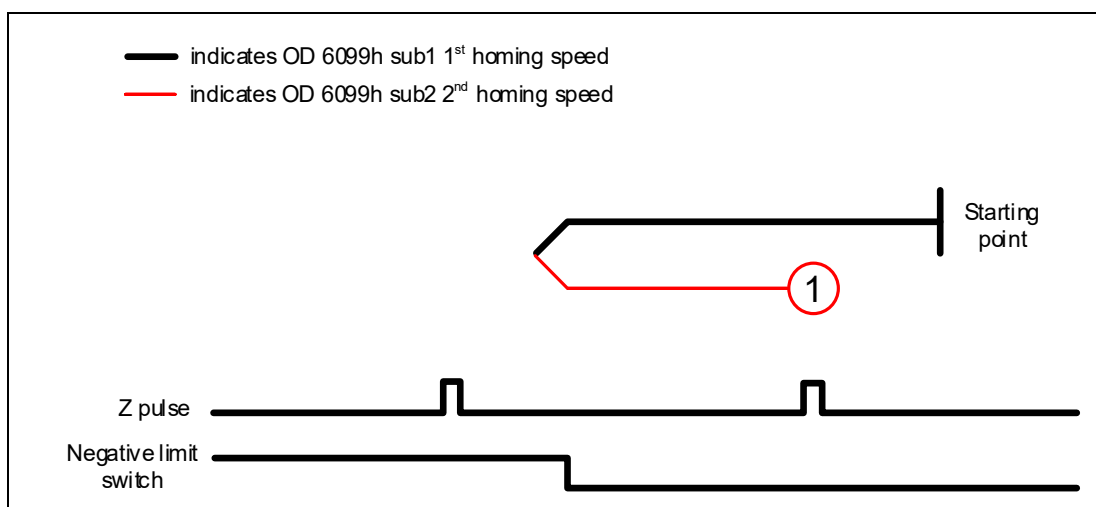 indicates OD 6099h sub1 1st homing speed
indicates OD 6099h sub2 2nd homing speed
Starting
point
1
Z pulse
Negative limit
switch